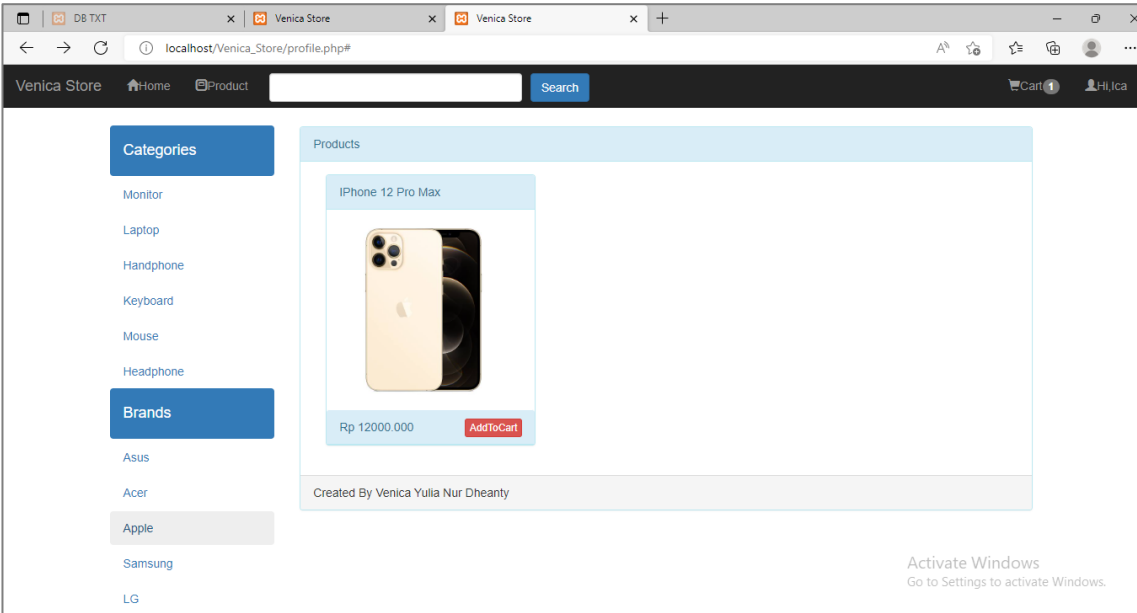 DB TXT
Venica Store
Venica Store
localhost/Venica_Store/profile.php#
Venica Store Home Product Search Cart 1 Hi,Ica
Categories
Monitor
Laptop
Handphone
Keyboard
Mouse
Headphone
Brands
Asus
Acer
Apple
Samsung
LG
Products
IPhone 12 Pro Max
Rp 12000.000 AddToCart
Created By Venica Yulia Nur Dheanty
Activate Windows
Go to Settings to activate Windows.